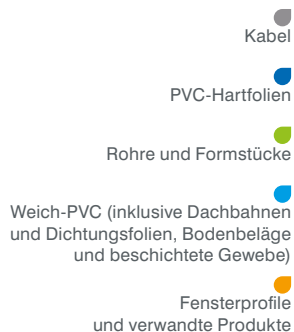 Kabel
PVC-Hartfolien
Rohre und Formstücke
Weich-PVC (inklusive Dachbahnen
und Dichtungsfolien, Bodenbeläge
und beschichtete Gewebe)
Fensterprofile
und verwandte Produkte